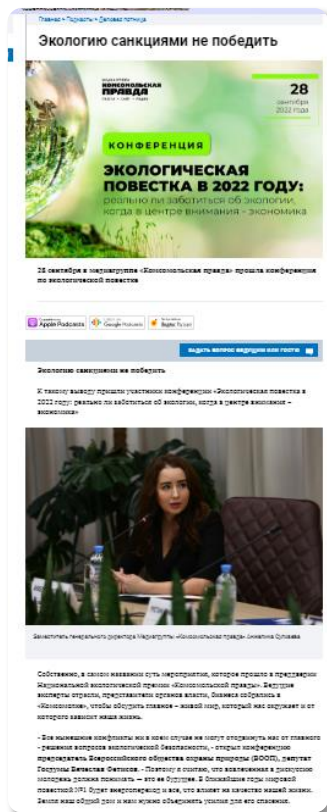 Главная » Подкасты » Деловая пятница
Экологию санкциями не победить
МЕДИАГРУППА
КОМСОМОЛЬСКАЯ
ПРАВДА
28
сентября
2022 года
КОНФЕРЕНЦИЯ
ЭКОЛОГИЧЕСКАЯ
ПОВЕСТКА В 2022 ГОДУ:
реально ли заботиться об экологии,
когда в центре внимания - экономика
28 сентября в медиагруппе «Комсомольская правда» прошла конференция
по экологической повестке
Apple Podcasts
Google Podcasts
ЗАДАТЬ ВОПРОС ВЕДУЩИМ ИЛИ ГОСТЮ
Экологию санкциями не победить
К такому выводу пришли участники конференции «Экологическая повестка в
2022 году: реально ли заботиться об экологии, когда в центре внимания –
экономика»
Заместитель генерального директора Медиагруппы «Комсомольская правда» Анжелика
Собственно, в самом названии суть мероприятия, которое прошло в преддверии
Национальной экологической премии «Комсомольской правды». Ведущие
эксперты отрасли, представители органов власти, бизнеса собрались в
«Комсомолке», чтобы обсудить главное – живой мир, который нас окружает и от
которого зависит наша жизнь.
- Все нынешние конфликты ни в коем случае не могут отодвинуть нас от главного
- решения вопросов экологической безопасности, - открыл конференцию
председатель Всероссийского общества охраны природы (ВООП), депутат
Госдумы Вячеслав Фетисов. - Поэтому я считаю, что вовлеченная в дискуссию
молодежь должна понимать — это ее будущее. В ближайшие годы мировой
повесткой №1 будет энергопереход и все, что влияет на качество нашей жизни.
Земля наш общий дом и нам нужно объединять усилия для его спасения.